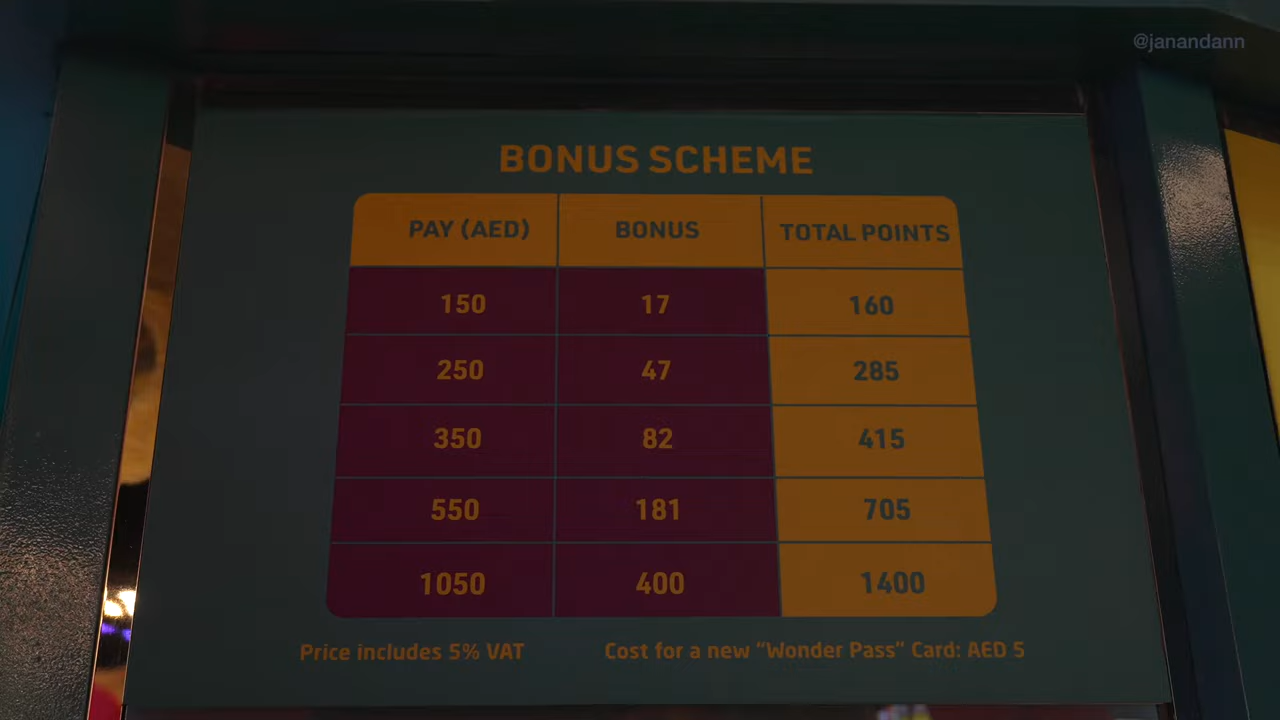 @janandann
BONUS SCHEME
PAY (AED) BONUS TOTAL POINTS
150 17 160
250 47 285
350 82 415
550 181 705
1050 400 1400
Price includes 5% VAT Cost for a new “Wonder Pass” Card: AED 5